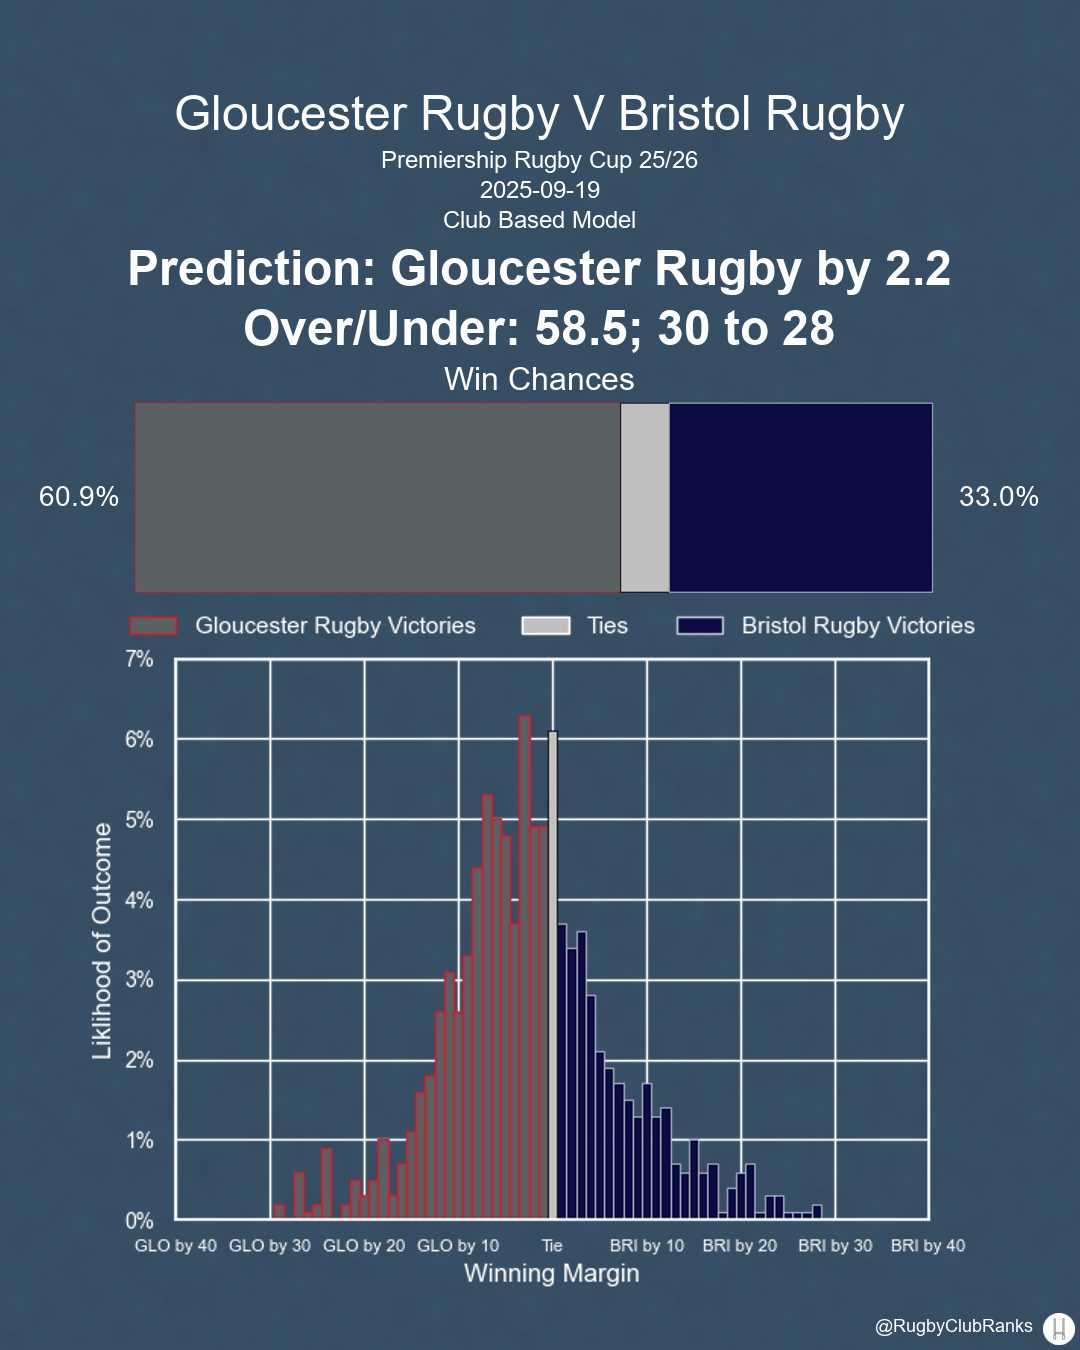 Gloucester Rugby V Bristol Rugby
Premiership Rugby Cup 25/26
2025-09-19
Club Based Model
Prediction: Gloucester Rugby by 2.2
Over/Under: 58.5; 30 to 28
Win Chances
60.9%
33.0%
Gloucester Rugby Victories
Ties
Bristol Rugby Victories
7%
6%
5%
4%
3%
2%
1%
0%
Liklihood of Outcome
GLO by 40
GLO by 30
GLO by 20
GLO by 10
Tie
BRI by 10
BRI by 20
BRI by 30
BRI by 40
Winning Margin
@RugbyClubRanks